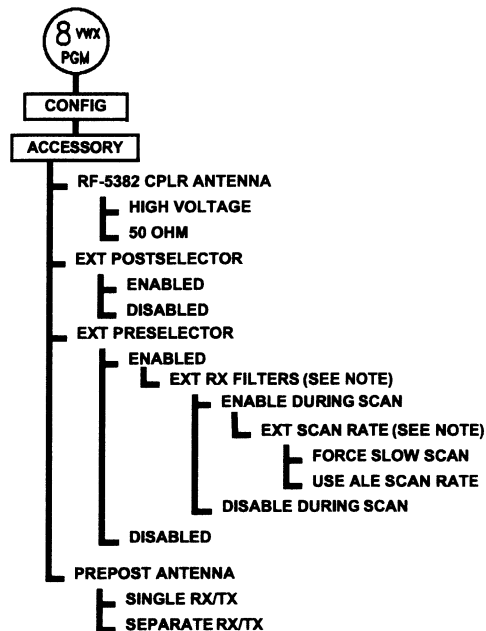 8 VWX
PGM
CONFIG
ACCESSORY
RF-5382 CPLR ANTENNA
HIGH VOLTAGE
50 OHM
EXT POSTSELECTOR
ENABLED
DISABLED
EXT PRESELECTOR
ENABLED
EXT RX FILTERS (SEE NOTE)
ENABLE DURING SCAN
EXT SCAN RATE (SEE NOTE)
FORCE SLOW SCAN
USE ALE SCAN RATE
DISABLE DURING SCAN
DISABLED
PREPOST ANTENNA
SINGLE RX/TX
SEPARATE RX/TX